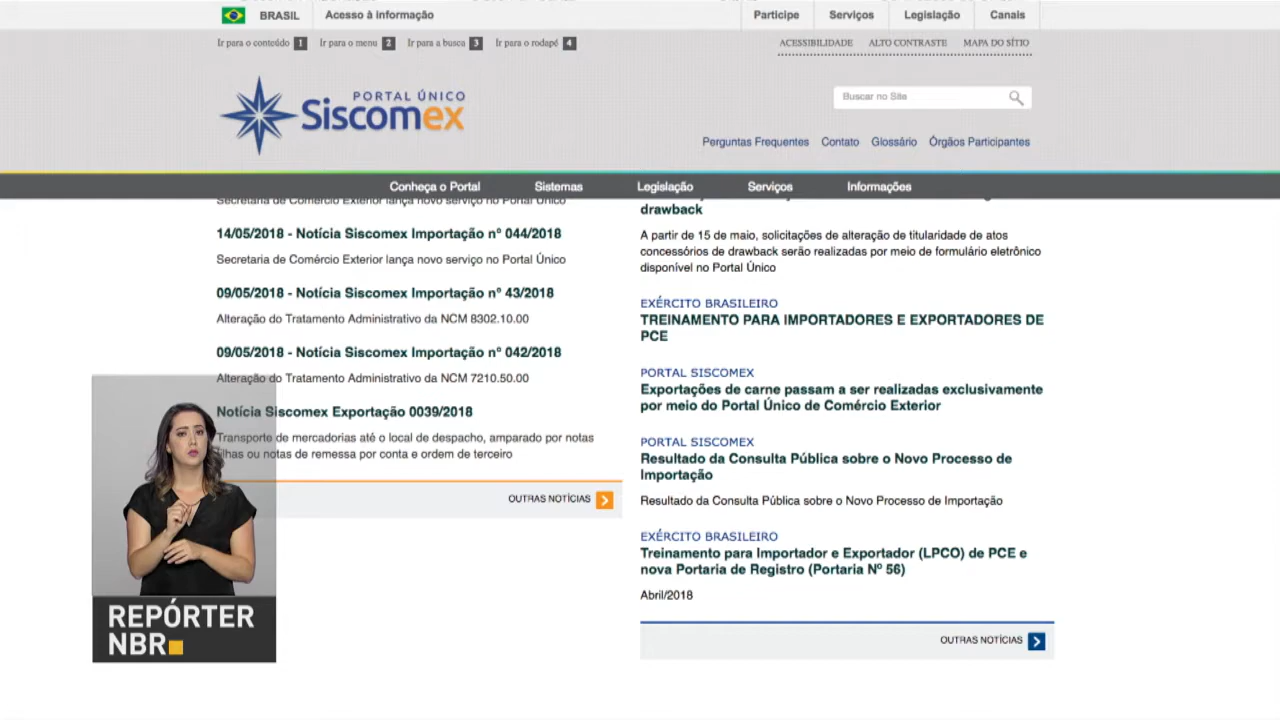 BRASIL
Acesso à informação
Participe
Serviços
Legislação
Canais
Ir para o conteúdo 1
Ir para o menu 2
Ir para a busca 3
Ir para o rodapé 4
ACESSIBILIDADE
ALTO CONTRASTE
MAPA DO SÍTIO
PORTAL ÚNICO
Siscomex
Buscar no Site
Perguntas Frequentes
Contato
Glossário
Órgãos Participantes
Conheça o Portal
Sistemas
Legislação
Serviços
Informações
Secretaria de Comércio Exterior lança novo serviço no Portal Único
14/05/2018 - Notícia Siscomex Importação n° 044/2018
Secretaria de Comércio Exterior lança novo serviço no Portal Único
09/05/2018 - Notícia Siscomex Importação n° 43/2018
Alteração do Tratamento Administrativo da NCM 8302.10.00
09/05/2018 - Notícia Siscomex Importação n° 042/2018
Alteração do Tratamento Administrativo da NCM 7210.50.00
Notícia Siscomex Exportação 0039/2018
Transporte de mercadorias até o local de despacho, amparado por notas
filhas ou notas de remessa por conta e ordem de terceiro
OUTRAS NOTÍCIAS
drawback
A partir de 15 de maio, solicitações de alteração de titularidade de atos
concessórios de drawback serão realizadas por meio de formulário eletrônico
disponível no Portal Único
EXÉRCITO BRASILEIRO
TREINAMENTO PARA IMPORTADORES E EXPORTADORES DE
PCE
PORTAL SISCOMEX
Exportações de carne passam a ser realizadas exclusivamente
por meio do Portal Único de Comércio Exterior
PORTAL SISCOMEX
Resultado da Consulta Pública sobre o Novo Processo de
Importação
Resultado da Consulta Pública sobre o Novo Processo de Importação
EXÉRCITO BRASILEIRO
Treinamento para Importador e Exportador (LPCO) de PCE e
nova Portaria de Registro (Portaria Nº 56)
Abril/2018
OUTRAS NOTÍCIAS
REPÓRTER
NBR